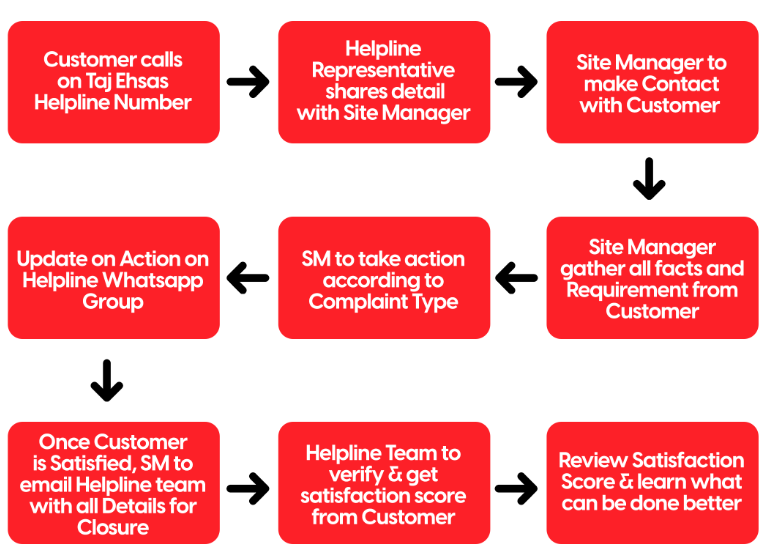 Customer calls
on Taj Ehsas
Helpline Number
Helpline
Representative
shares detail
with Site Manager
Site Manager to
make Contact
with Customer
Site Manager
gather all facts and
Requirement from
Customer
SM to take action
according to
Complaint Type
Update on Action on
Helpline Whatsapp
Group
Once Customer
is Satisfied, SM to
email Helpline team
with all Details for
Closure
Helpline Team to
verify & get
satisfaction score
from Customer
Review Satisfaction
Score & learn what
can be done better